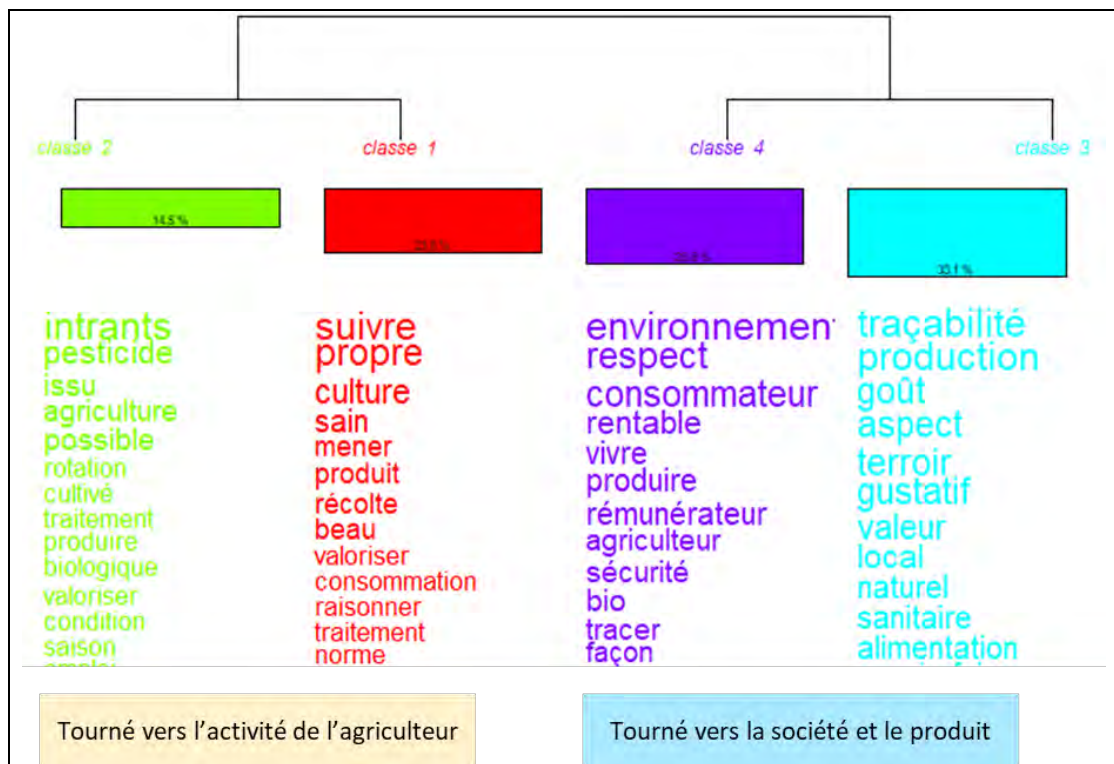 classe 2
classe 1
classe 4
classe 3
14.5 %
33.1 %
intrants
pesticide
issu
agriculture
possible
rotation
cultivé
traitement
produire
biologique
valoriser
condition
saison
suivre
propre
culture
sain
mener
produit
récolte
beau
valoriser
consommation
raisonner
traitement
norme
environnemen
respect
consommateur
rentable
vivre
produire
rémunérateur
agriculteur
sécurité
bio
tracer
façon
traçabilité
production
goût
aspect
terroir
gustatif
valeur
local
naturel
sanitaire
alimentation
Tourné vers l'activité de l'agriculteur
Tourné vers la société et le produit